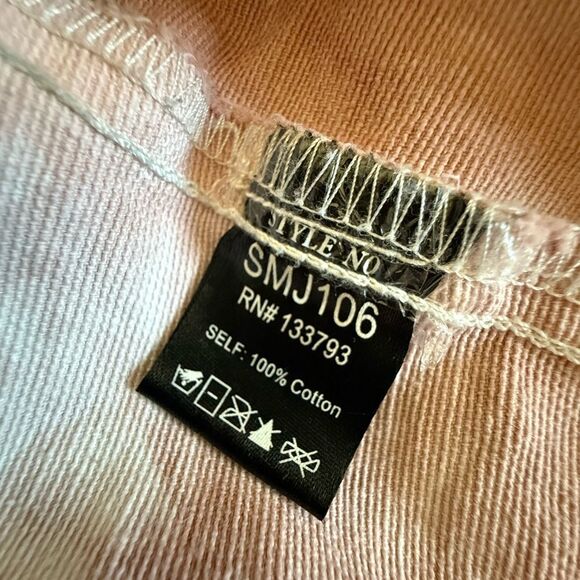 STYLE NO
SMJ106
RN# 133793
SELF: 100% Cotton